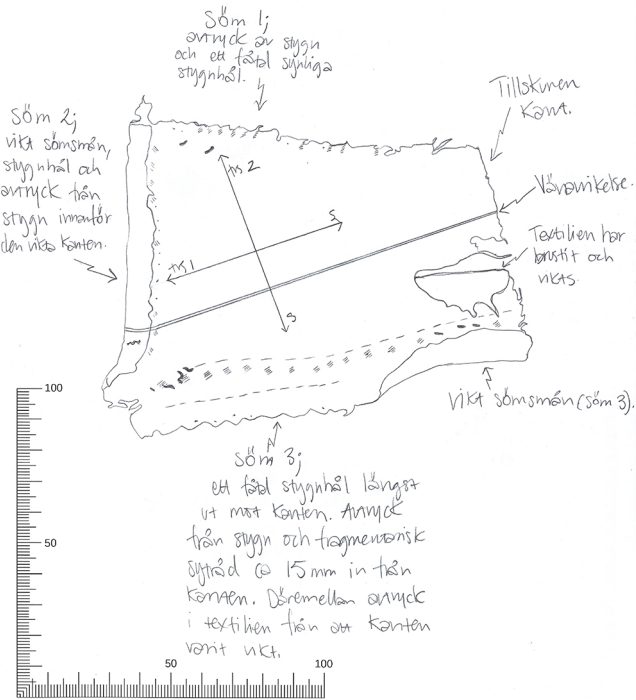 Söm 1;
avtryck av stygn
och ett fåtal synliga
stygnhål.
Tillskuren
kant.
Söm 2;
vikt sömsmån,
stygnhål och
avtryck från
stygn innanför
den vikta kanten.
trs 2
Vävavvikelse.
S
Textilien har
brustit och
vikts.
trs 1
S
vikt sömsmån (söm 3).
100
Söm 3;
ett fåtal stygnhål längst
ut mot kanten. Avtryck
från stygn och fragmentarisk
sytråd ca 15 mm in från
kanten. Däremellan avtryck
i textilien från att kanten
varit vikt.
50
50
100